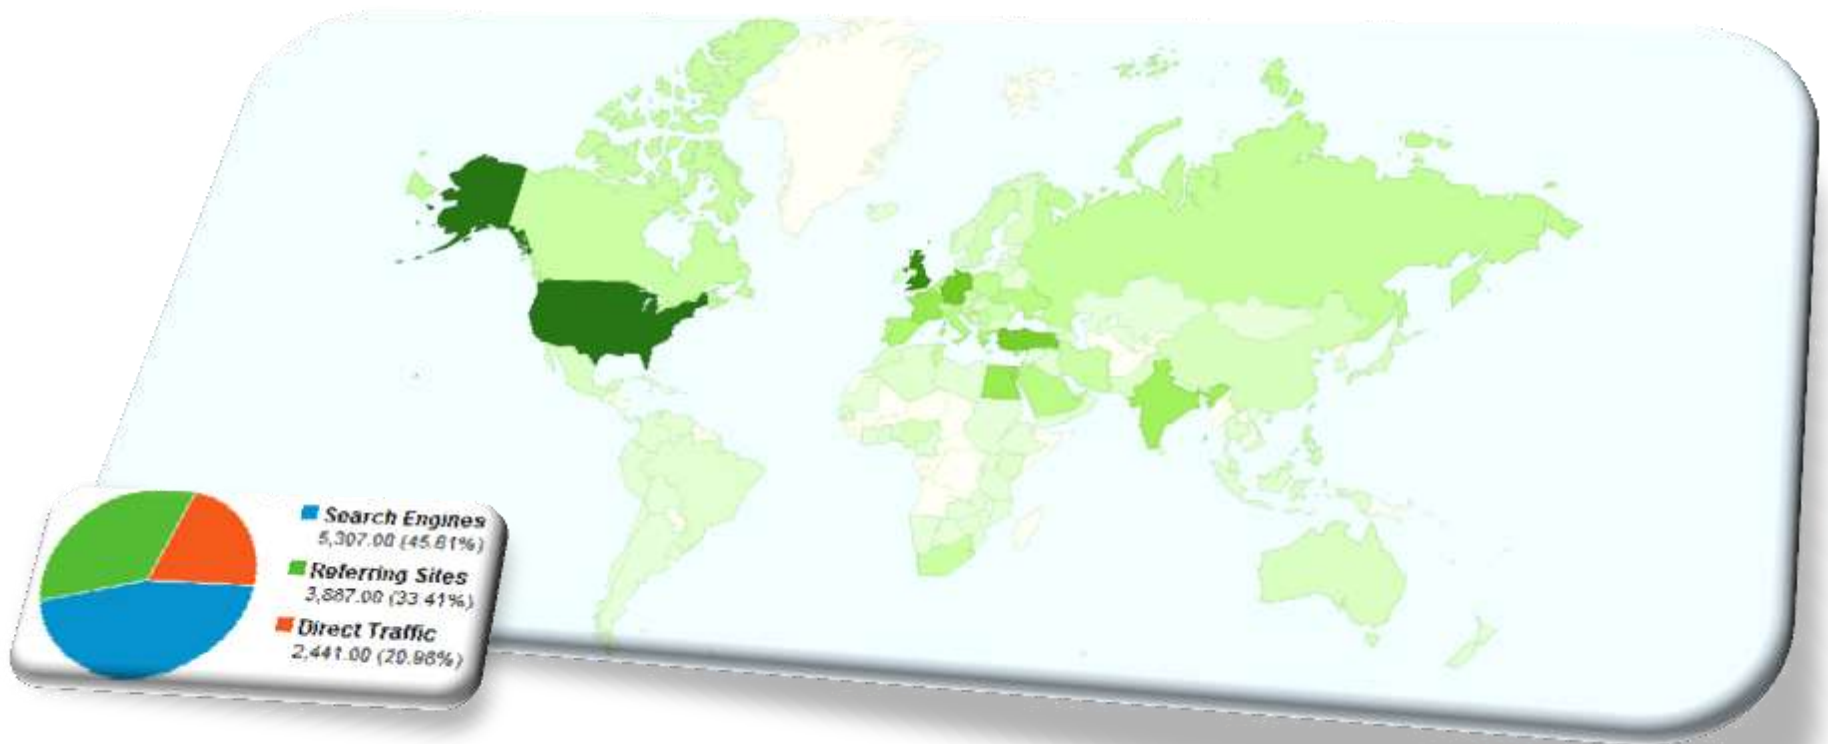 Search Engines
5,307.00 (45.61%)
Referring Sites
3,887.00 (33.41%)
Direct Traffic
2,441.00 (20.98%)